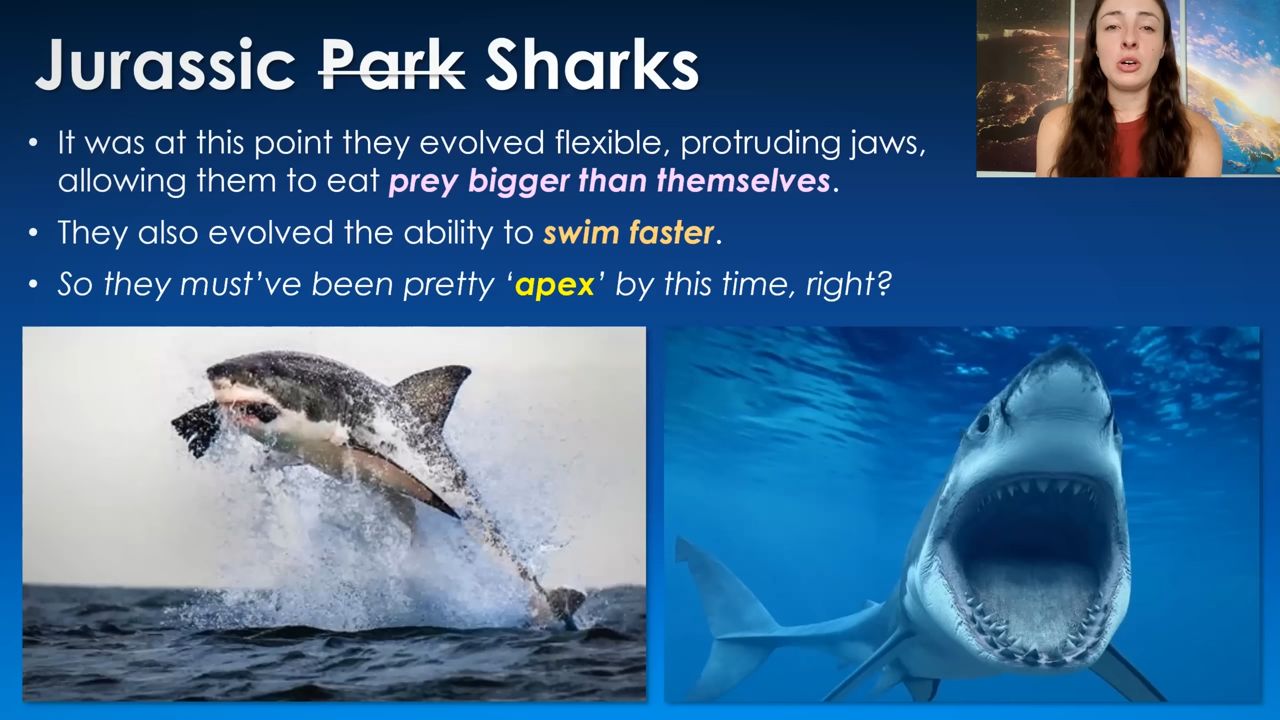 Jurassic Park Sharks
• It was at this point they evolved flexible, protruding jaws,
allowing them to eat prey bigger than themselves.
• They also evolved the ability to swim faster.
• So they must’ve been pretty ‘apex’ by this time, right?